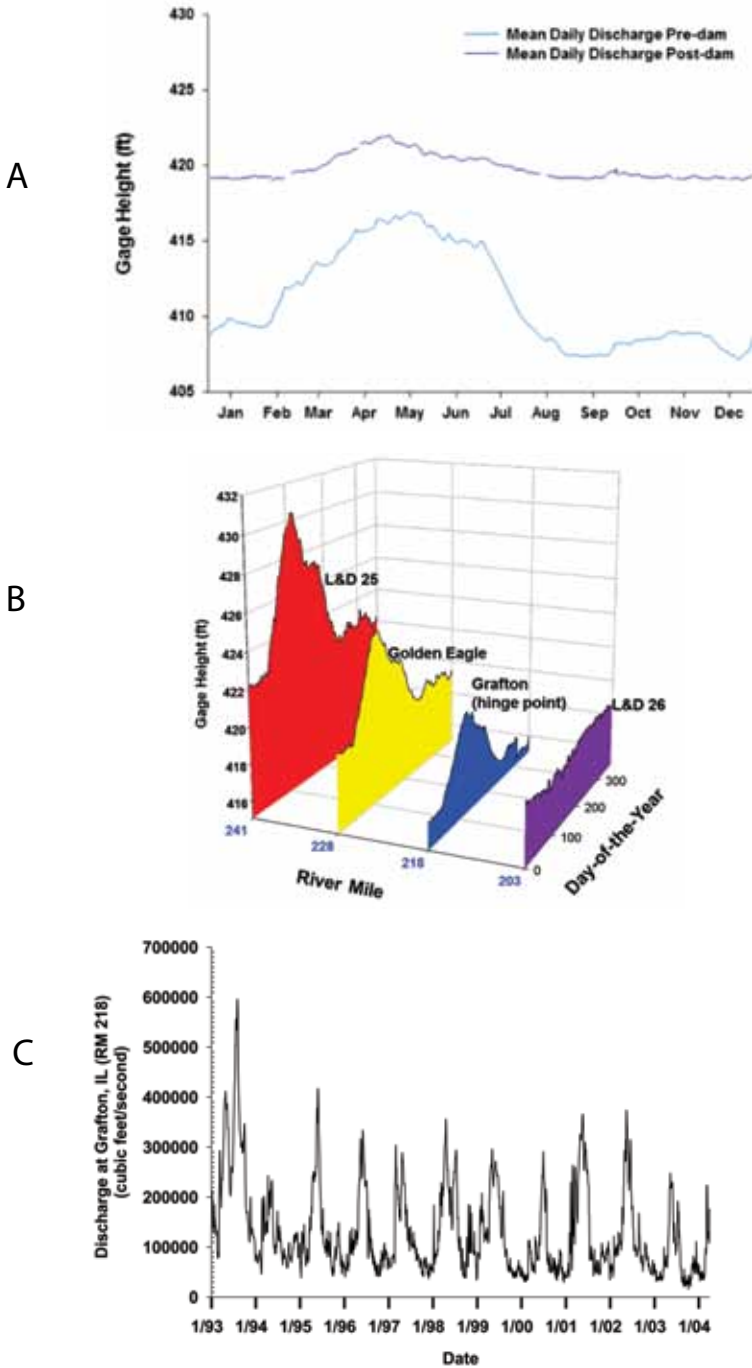 A
430
425
420
415
410
405
Gage Height (ft)
Mean Daily Discharge Pre-dam
Mean Daily Discharge Post-dam
Jan Feb Mar Apr May Jun Jul Aug Sep Oct Nov Dec
B
432
430
428
426
424
422
420
418
416
Gage Height (ft)
L&D 25
Golden Eagle
Grafton
(hinge point)
L&D 26
300
200
100
0
Day-of-the-Year
241
228
218
203
River Mile
C
700000
600000
500000
400000
300000
200000
100000
0
Discharge at Grafton, IL (RM 218)
(cubic feet/second)
1/93 1/94 1/95 1/96 1/97 1/98 1/99 1/00 1/01 1/02 1/03 1/04
Date